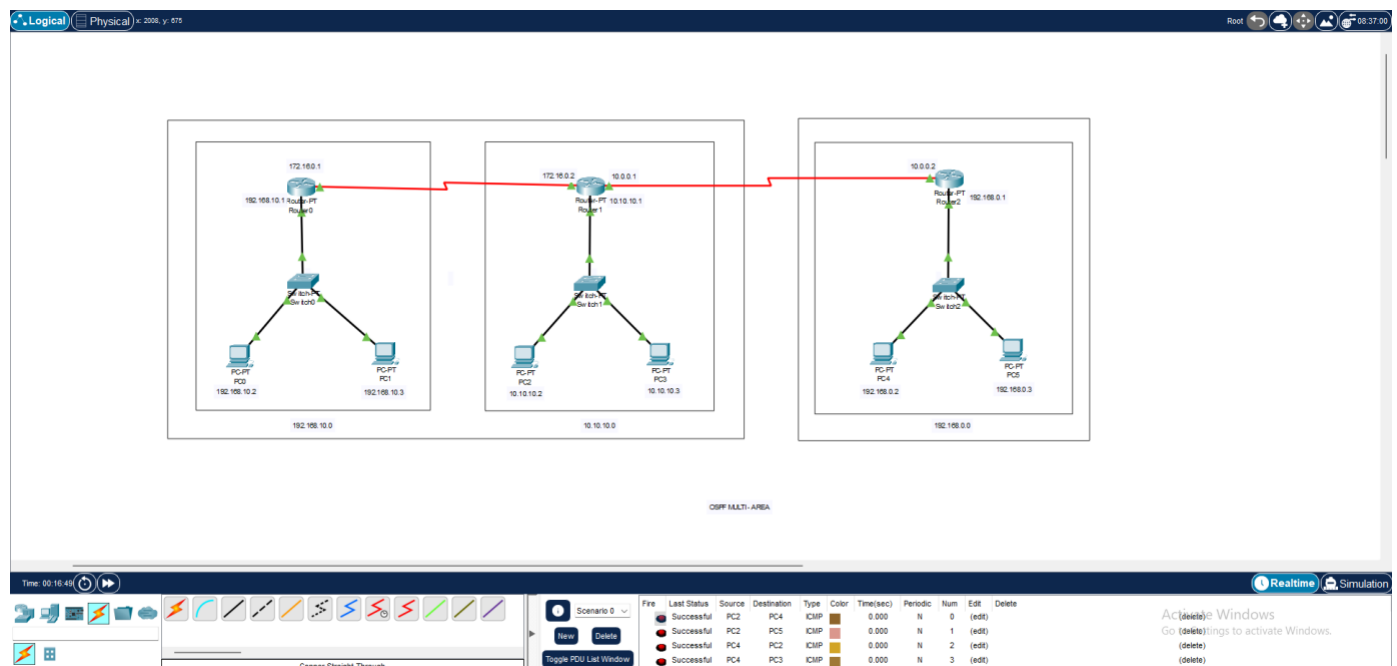 Logical Physical x: 2008, y: 675 Root 08:37:00
172.16.0.1
192.168.10.1 Router-PT
Router0
172.16.0.2 10.0.0.1
Router-PT 10.10.10.1
Router1
10.0.0.2
Router-PT 192.168.0.1
Router2
Switch-PT
Switch0
Switch-PT
Switch1
Switch-PT
Switch2
PC-PT
PC0
192.168.10.2
PC-PT
PC1
192.168.10.3
PC-PT
PC2
10.10.10.2
PC-PT
PC3
10.10.10.3
PC-PT
PC4
192.168.0.2
PC-PT
PC5
192.168.0.3
192.168.10.0 10.10.10.0 192.168.0.0
OSPF MULTI - AREA
Time: 00:16:49 Realtime Simulation
Scenario 0
New Delete
Toggle PDU List Window
Fire Last Status Source Destination Type Color Time(sec) Periodic Num Edit Delete
Successful PC2 PC4 ICMP 0.000 N 0 (edit) (delete)
Successful PC2 PC5 ICMP 0.000 N 1 (edit) (delete)
Successful PC4 PC2 ICMP 0.000 N 2 (edit) (delete)
Successful PC4 PC3 ICMP 0.000 N 3 (edit) (delete)
Activate Windows
Go to Settings to activate Windows.
Copper Straight-Through